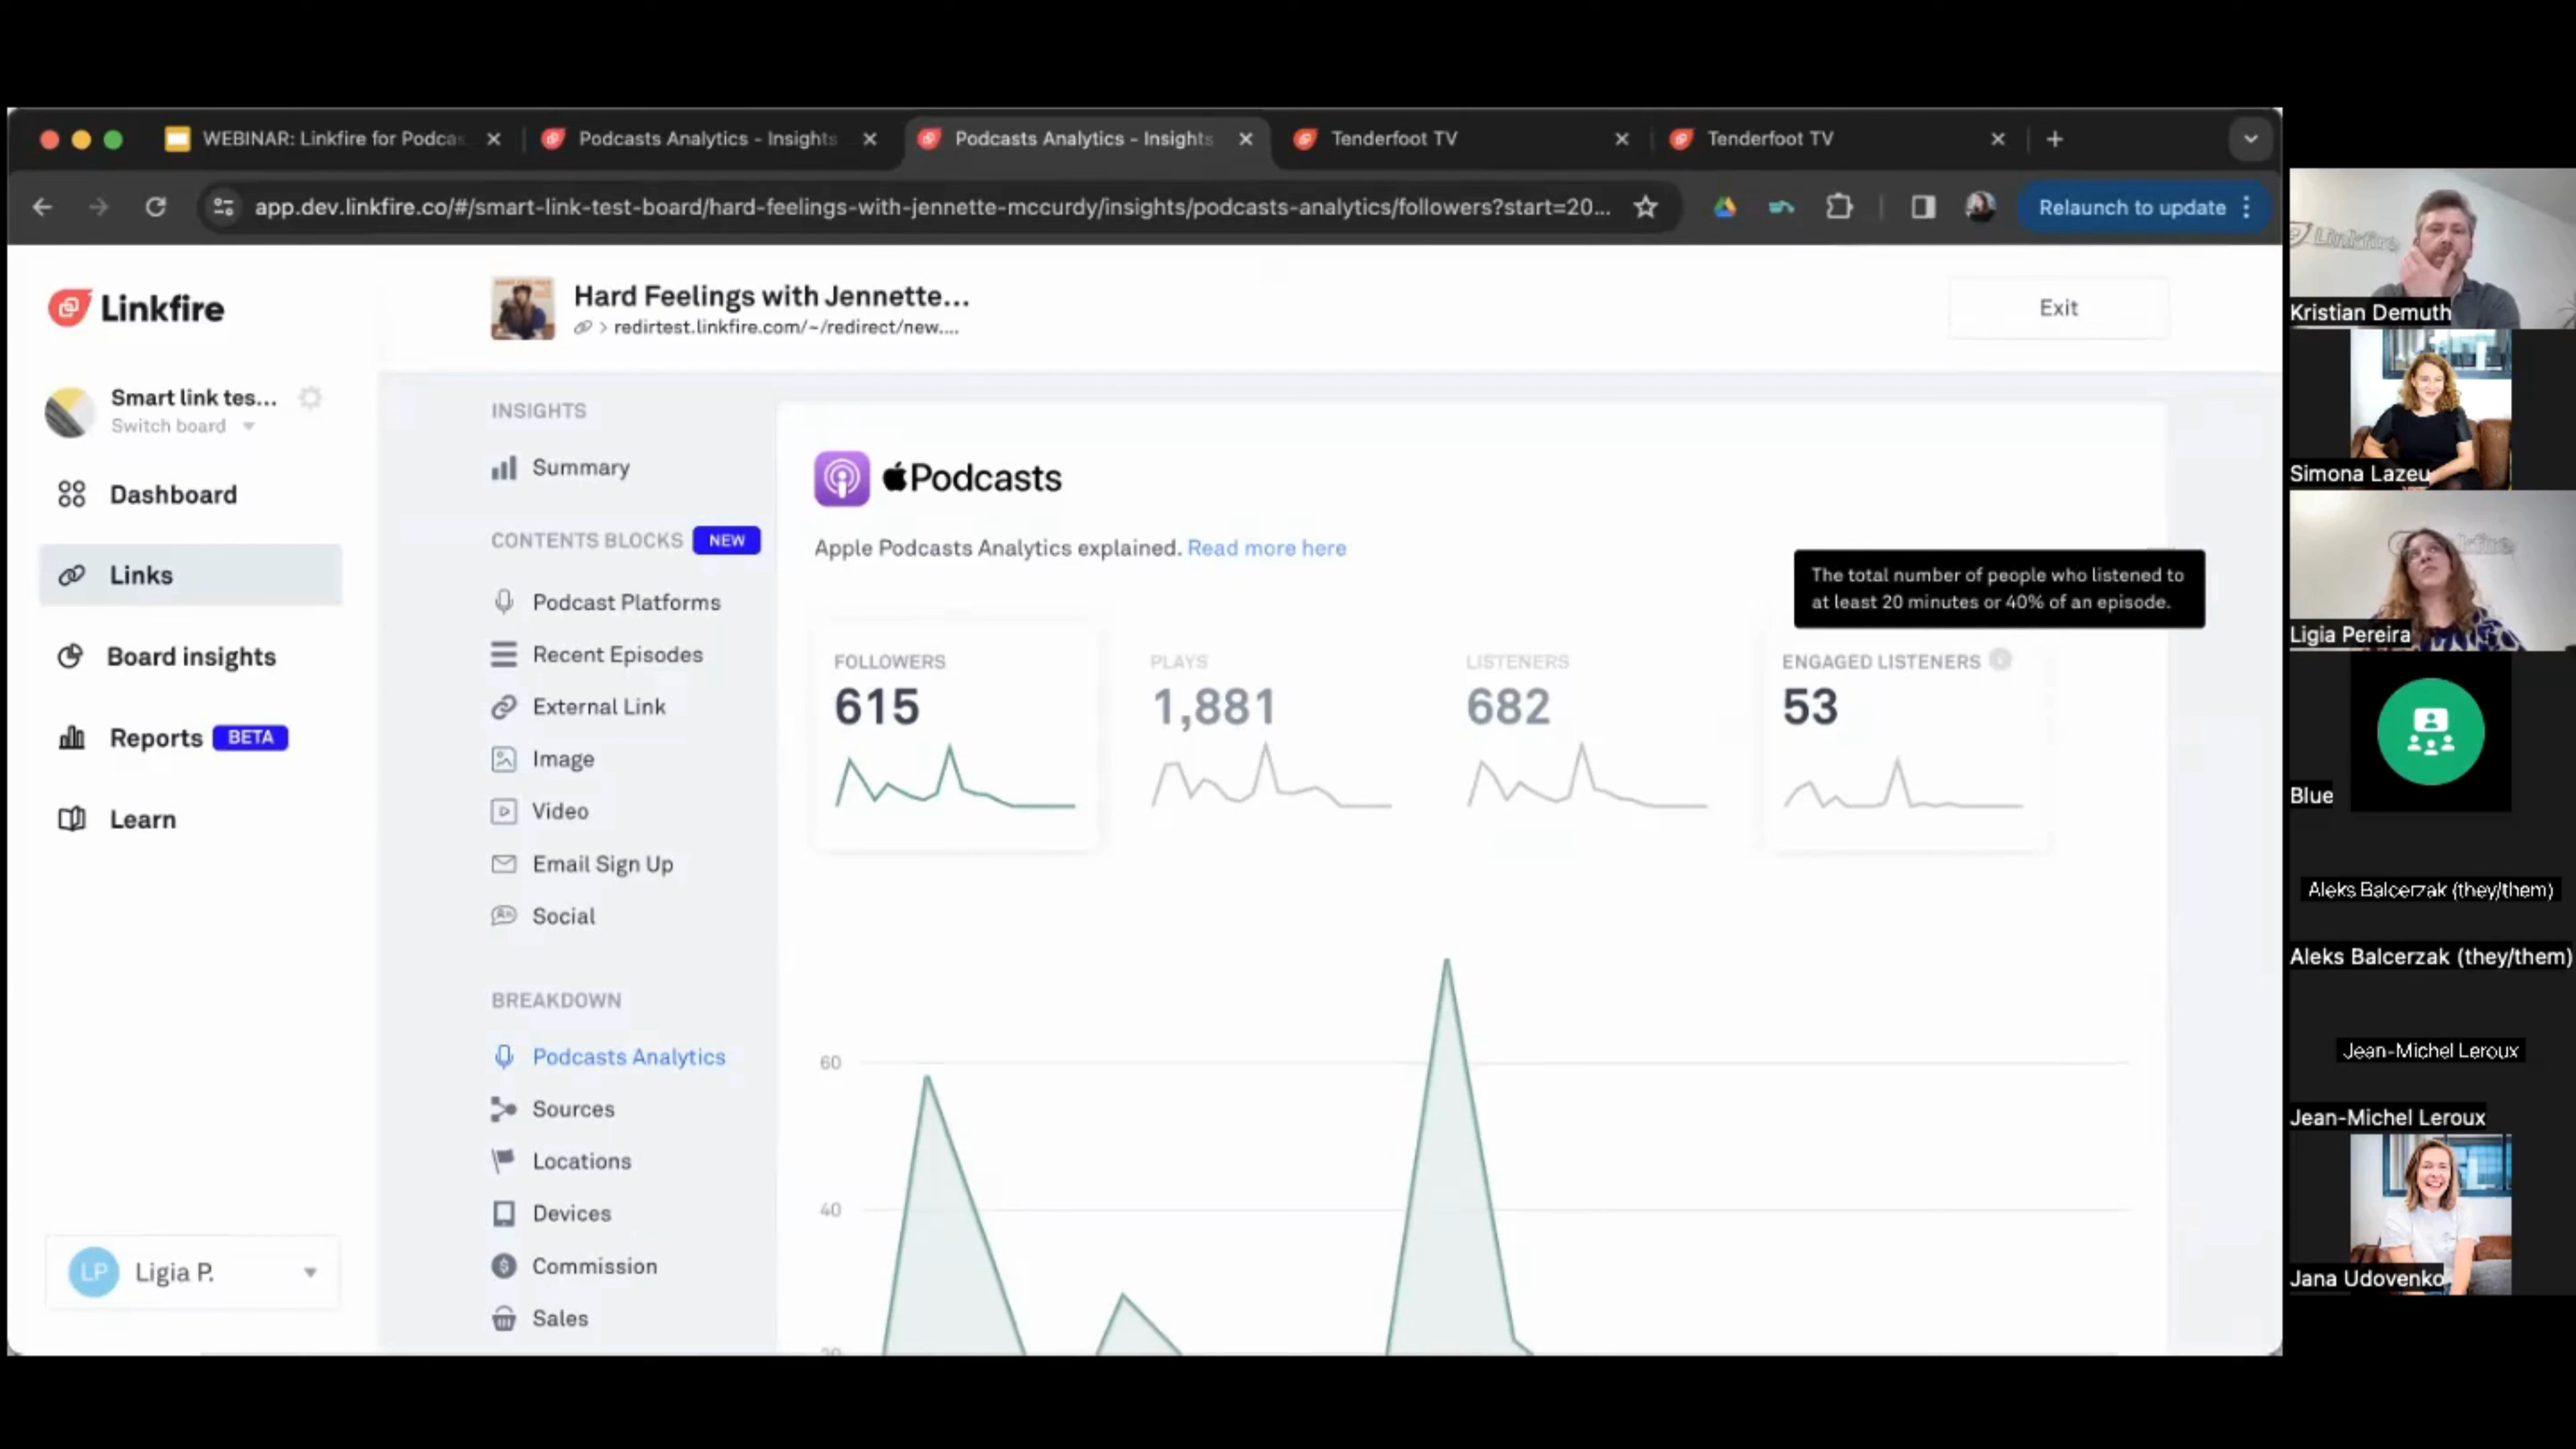 WEBINAR: Linkfire for Podcas
Podcasts Analytics - Insights
Podcasts Analytics - Insights
Tenderfoot TV
Tenderfoot TV
app.dev.linkfire.co/#/smart-link-test-board/hard-feelings-with-jennette-mccurdy/insights/podcasts-analytics/followers?start=20...
Relaunch to update
Linkfire
Smart link tes...
Switch board
Dashboard
Links
Board insights
Reports BETA
Learn
LP Ligia P.
Hard Feelings with Jennette...
> redirtest.linkfire.com/~/redirect/new....
Exit
INSIGHTS
Summary
CONTENTS BLOCKS NEW
Podcast Platforms
Recent Episodes
External Link
Image
Video
Email Sign Up
Social
BREAKDOWN
Podcasts Analytics
Sources
Locations
Devices
Commission
Sales
Podcasts
Apple Podcasts Analytics explained. Read more here
The total number of people who listened to
at least 20 minutes or 40% of an episode.
FOLLOWERS
615
PLAYS
1,881
LISTENERS
682
ENGAGED LISTENERS
53
60
40
Linkfire
Kristian Demuth
Simona Lazeu
Ligia Pereira
Blue
Aleks Balcerzak (they/them)
Aleks Balcerzak (they/them)
Jean-Michel Leroux
Jean-Michel Leroux
Jana Udovenko